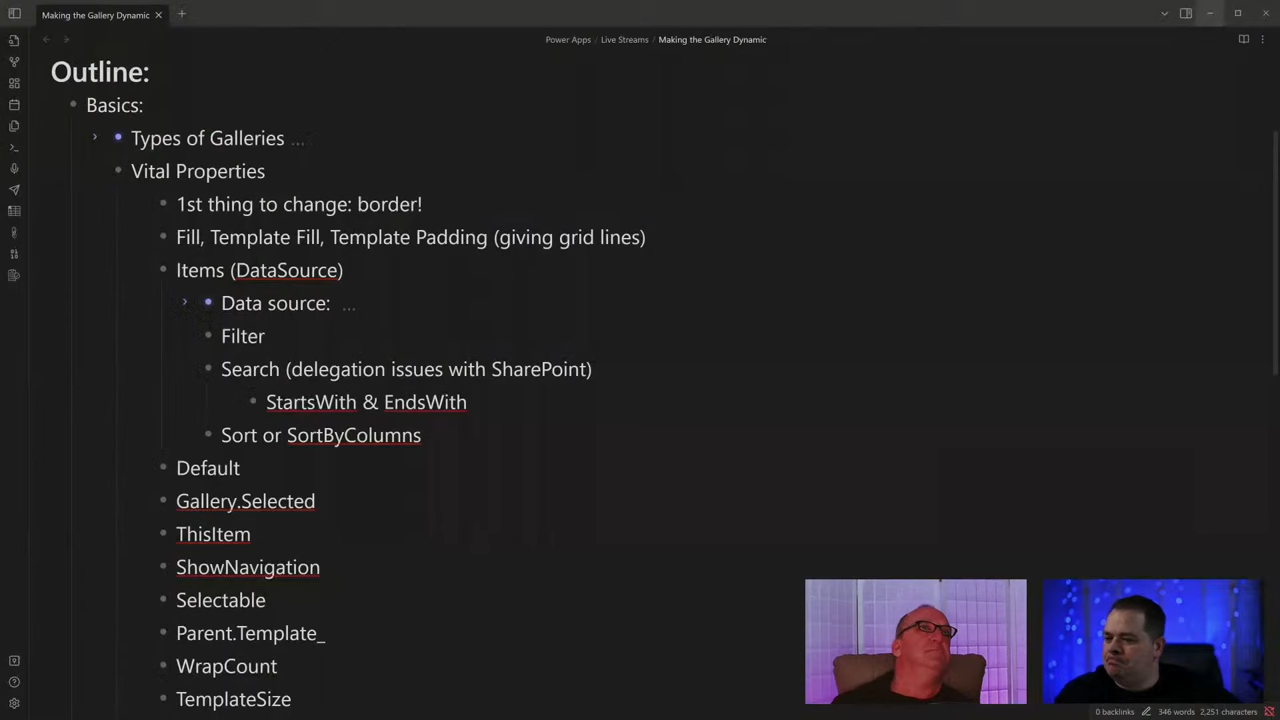 Making the Gallery Dynamic
Power Apps / Live Streams / Making the Gallery Dynamic
Outline:
Basics:
Types of Galleries ...
Vital Properties
1st thing to change: border!
Fill, Template Fill, Template Padding (giving grid lines)
Items (DataSource)
Data source: ...
Filter
Search (delegation issues with SharePoint)
StartsWith & EndsWith
Sort or SortByColumns
Default
Gallery.Selected
ThisItem
ShowNavigation
Selectable
Parent.Template_
WrapCount
TemplateSize
0 backlinks 346 words 2,251 characters